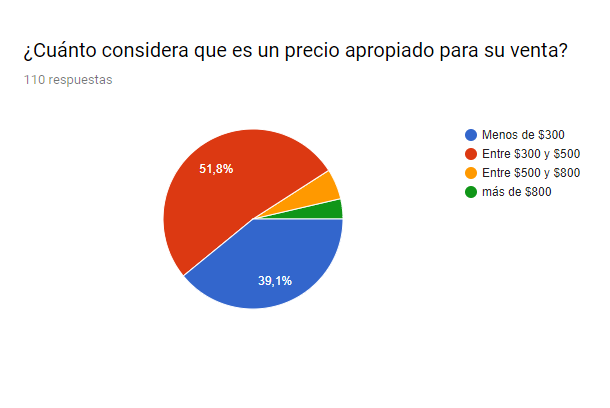 ¿Cuánto considera que es un precio apropiado para su venta?
110 respuestas
51,8%
39,1%
Menos de $300
Entre $300 y $500
Entre $500 y $800
más de $800